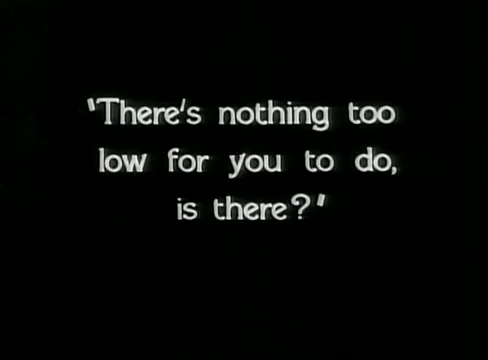 'There's nothing too
low for you to do,
is there?'